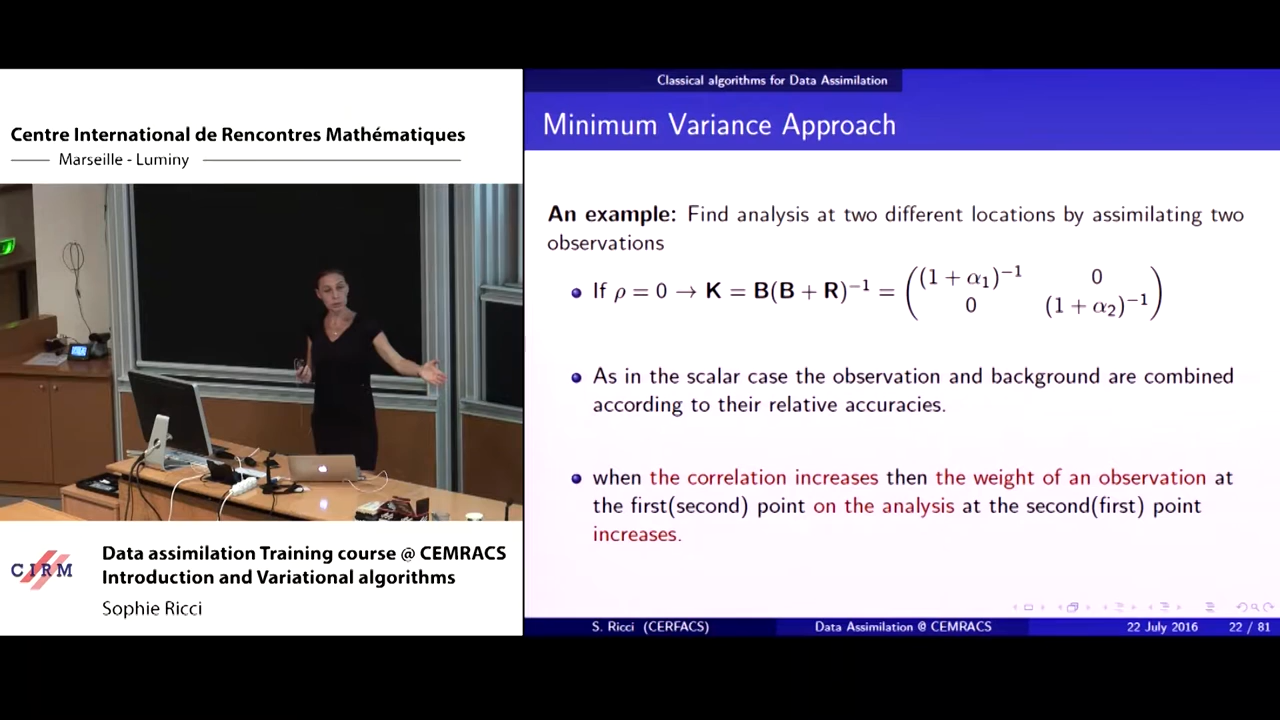 Centre International de Rencontres Mathématiques
Marseille - Luminy
CIRM
Data assimilation Training course @ CEMRACS
Introduction and Variational algorithms
Sophie Ricci
Classical algorithms for Data Assimilation
Minimum Variance Approach
An example: Find analysis at two different locations by assimilating two
observations
If ρ = 0 → K = B(B + R)⁻¹ = ((1 + α₁)⁻¹ 0
0 (1 + α₂)⁻¹)
As in the scalar case the observation and background are combined
according to their relative accuracies.
when the correlation increases then the weight of an observation at
the first(second) point on the analysis at the second(first) point
increases.
S. Ricci (CERFACS) Data Assimilation @ CEMRACS 22 July 2016 22 / 81